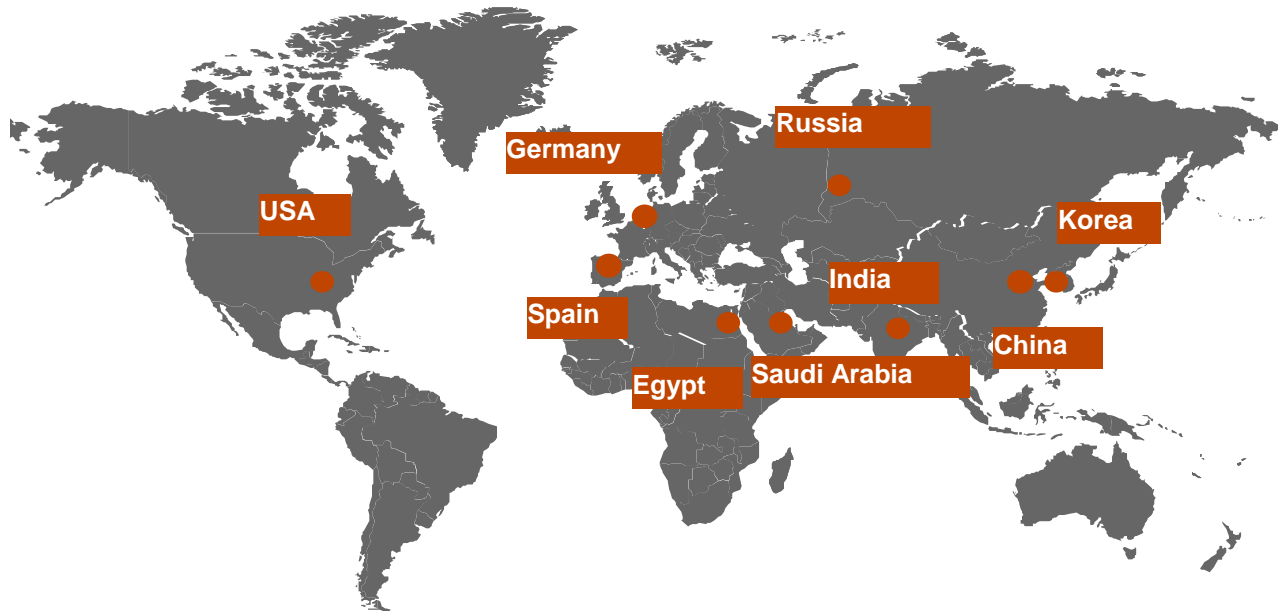 Russia
Germany
USA
Korea
India
Spain
China
Saudi Arabia
Egypt